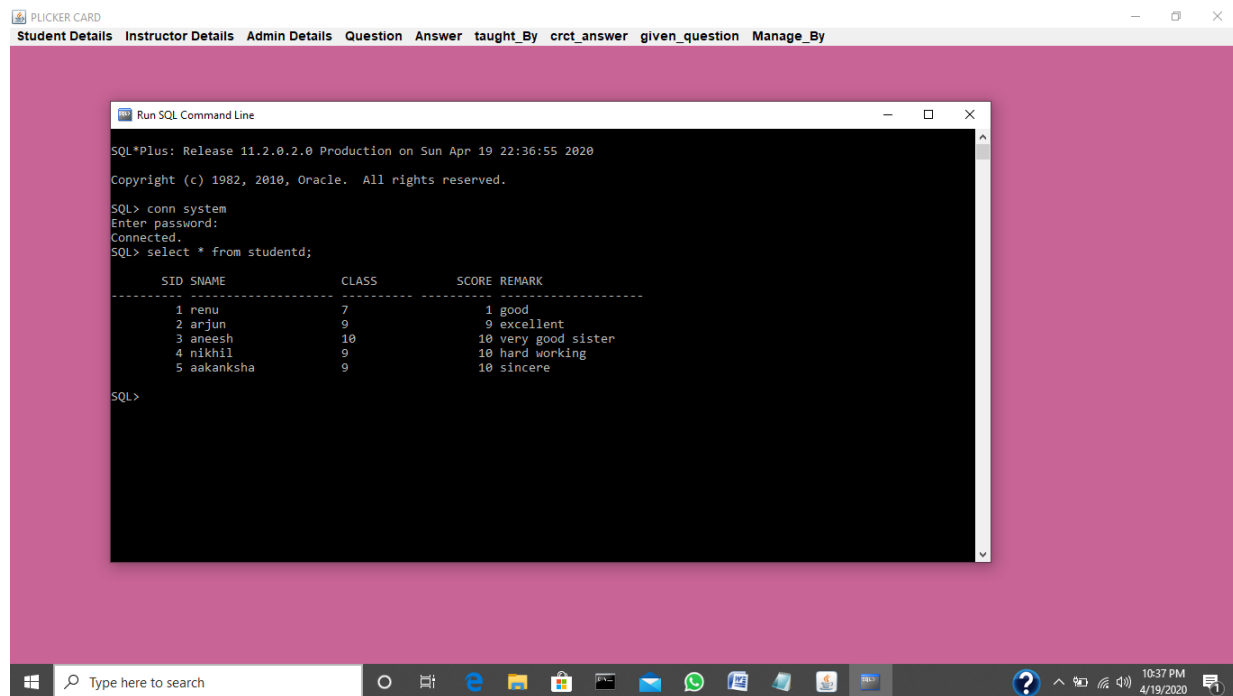 PLICKER CARD
Student Details Instructor Details Admin Details Question Answer taught_By crct_answer given_question Manage_By
Run SQL Command Line
SQL*Plus: Release 11.2.0.2.0 Production on Sun Apr 19 22:36:55 2020
Copyright (c) 1982, 2010, Oracle.  All rights reserved.
SQL> conn system
Enter password:
Connected.
SQL> select * from studentd;
       SID SNAME                CLASS           SCORE REMARK
---------- -------------------- ---------- ---------- --------------------
         1 renu                 7                   1 good
         2 arjun                9                   9 excellent
         3 aneesh               10                 10 very good sister
         4 nikhil               9                  10 hard working
         5 aakanksha            9                  10 sincere
SQL>
Type here to search
10:37 PM
4/19/2020